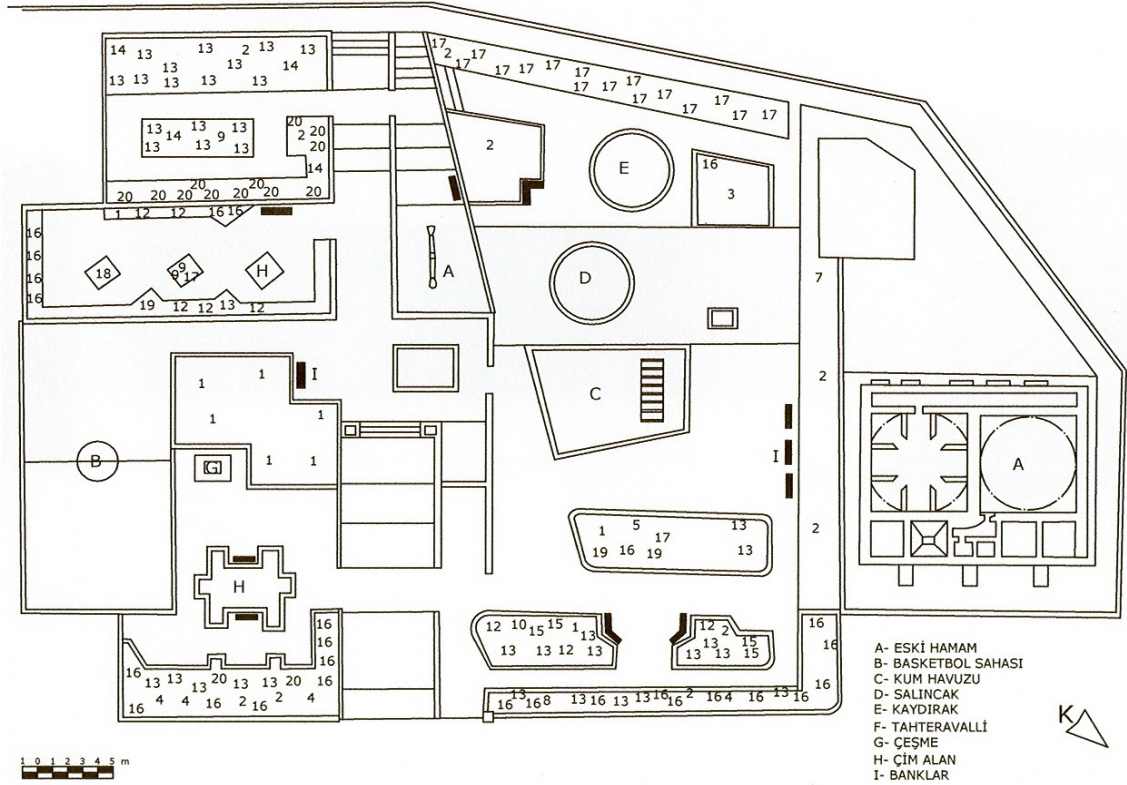 14 13 13 2 13 13
13 13 13 13 13 14 13
17 2 17 17 17 17 17 17 17 17 17 17 17 17 17 17 17 17
13 14 13 9 13
13 13 13
20 2 20 20
14
20 20 20 20 20 20 20 20
2
E
16
3
1 12 12 16 16
16 16 16 16
18
9 9 17
H
19 12 12 13 12
A
D
7
1 1
1 1
1 1
I
C
2
B
G
I
A
H
1 5 13
19 16 17 19 13
2
12 10 15 15 1 13
13 13 12 13
12 2
13 15
13 13 15
16 16 16
16 16 16 16
16 13 13 20 13 13 20
16 4 4 16 2 16 2 4
13 16 16 8 13 16 13 13 16 2 16 4 16 13 16
A- ESKİ HAMAM
B- BASKETBOL SAHASI
C- KUM HAVUZU
D- SALINCAK
E- KAYDIRAK
F- TAHTERAVALLİ
G- ÇEŞME
H- ÇİM ALAN
I- BANKLAR
K
1 0 1 2 3 4 5 m